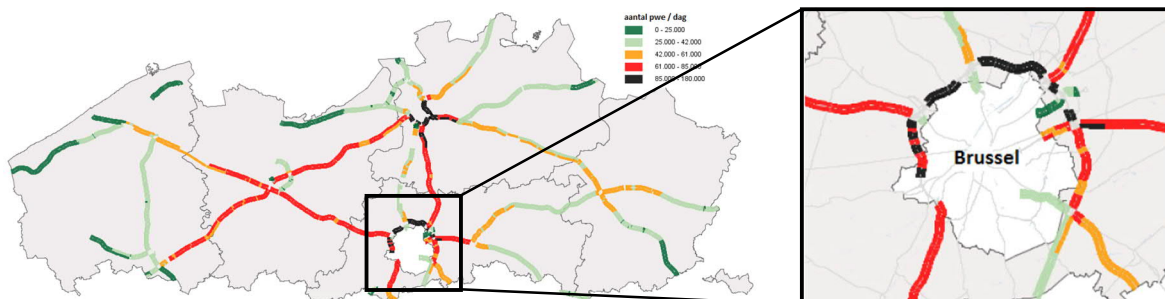 aantal pwe / dag
0 - 25.000
25.000 - 42.000
42.000 - 61.000
61.000 - 85.000
85.000 - 180.000
Brussel